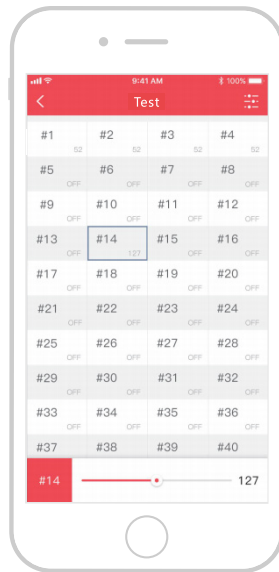 9:41 AM 100%
Test
#1 52 #2 52 #3 52 #4 52
#5 OFF #6 OFF #7 OFF #8 OFF
#9 OFF #10 OFF #11 OFF #12 OFF
#13 OFF #14 127 #15 OFF #16 OFF
#17 OFF #18 OFF #19 OFF #20 OFF
#21 OFF #22 OFF #23 OFF #24 OFF
#25 OFF #26 OFF #27 OFF #28 OFF
#29 OFF #30 OFF #31 OFF #32 OFF
#33 OFF #34 OFF #35 OFF #36 OFF
#37 #38 #39 #40
#14 127